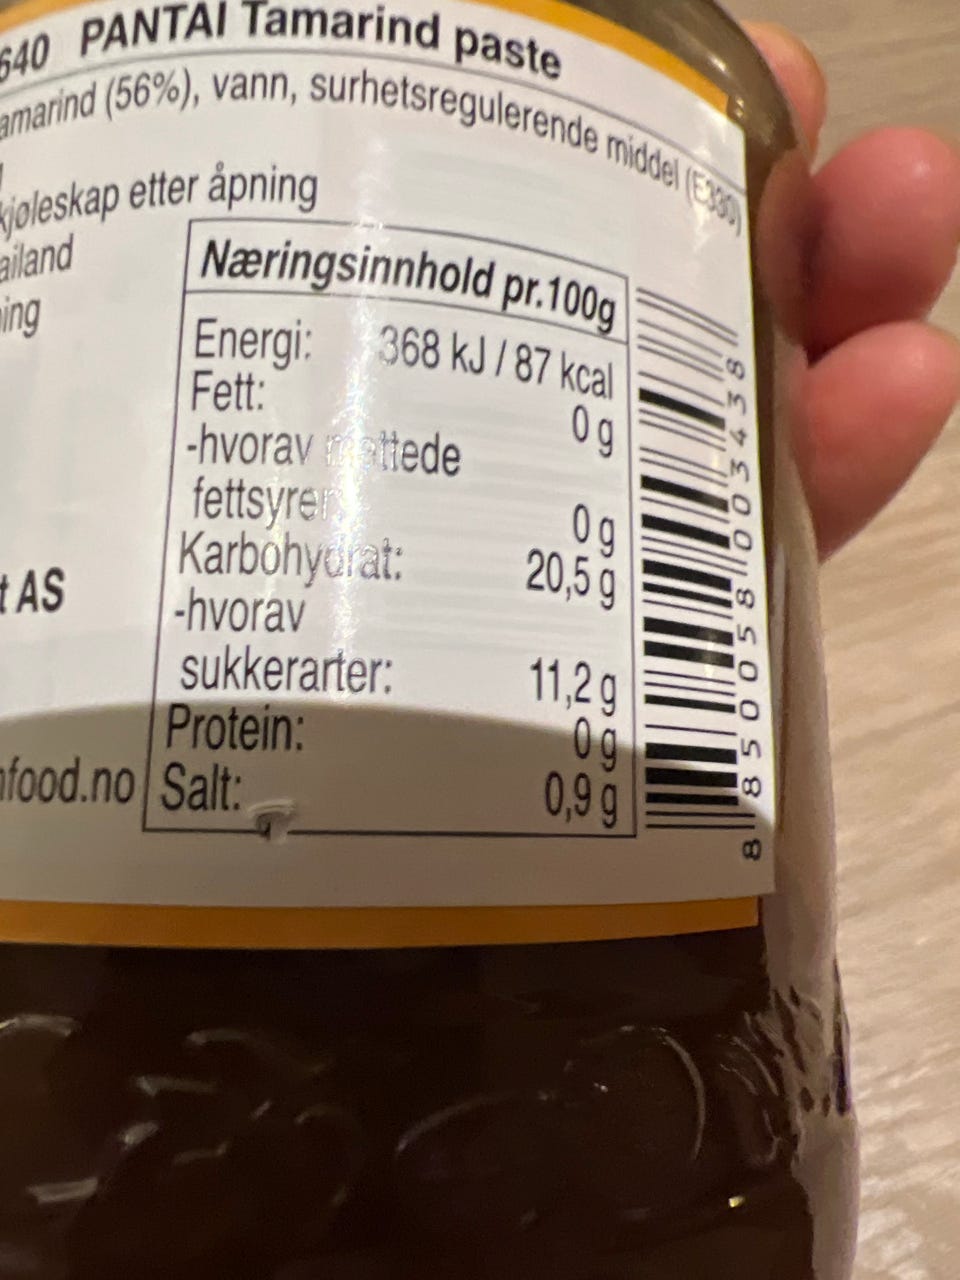 640 PANTAI Tamarind paste
amarind (56%), vann, surhetsregulerende middel (E330)
kjøleskap etter åpning
ailand
ing
t AS
nfood.no
Næringsinnhold pr.100g
Energi: 368 kJ / 87 kcal
Fett: 0 g
-hvorav mettede
fettsyrer 0 g
Karbohydrat: 20,5 g
-hvorav
sukkerarter: 11,2 g
Protein: 0 g
Salt: 0,9 g
8 850058 003438